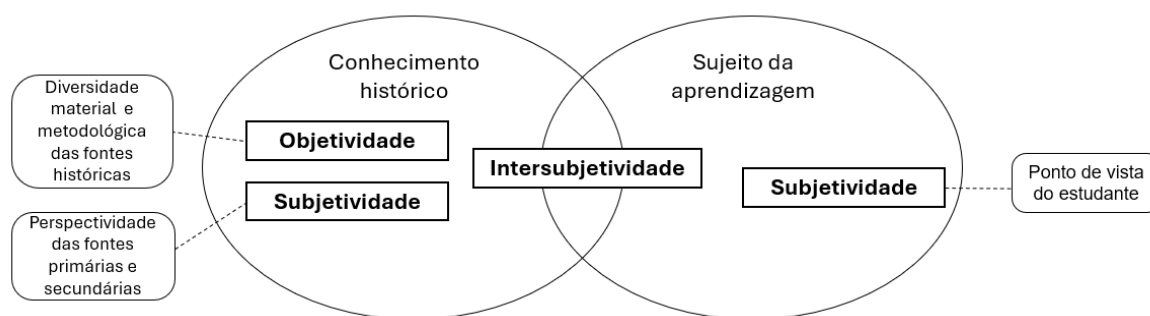 Conhecimento
histórico
Sujeito da
aprendizagem
Diversidade
material e
metodológica
das fontes
históricas
Objetividade
Intersubjetividade
Subjetividade
Subjetividade
Ponto de vista
do estudante
Perspectividade
das fontes
primárias e
secundárias